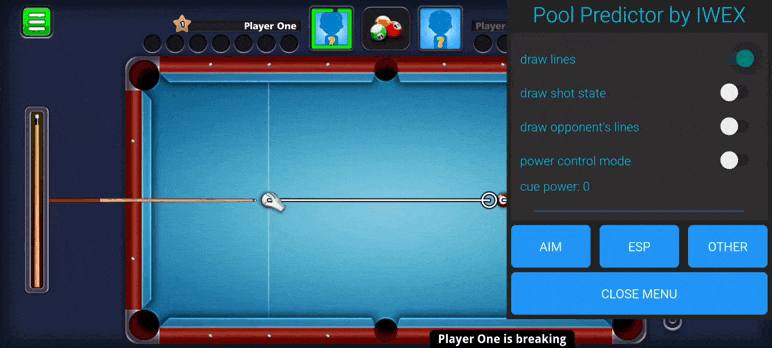 Player One
Player
Pool Predictor by IWEX
draw lines
draw shot state
draw opponent's lines
power control mode
cue power: 0
AIM
ESP
OTHER
CLOSE MENU
Player One is breaking